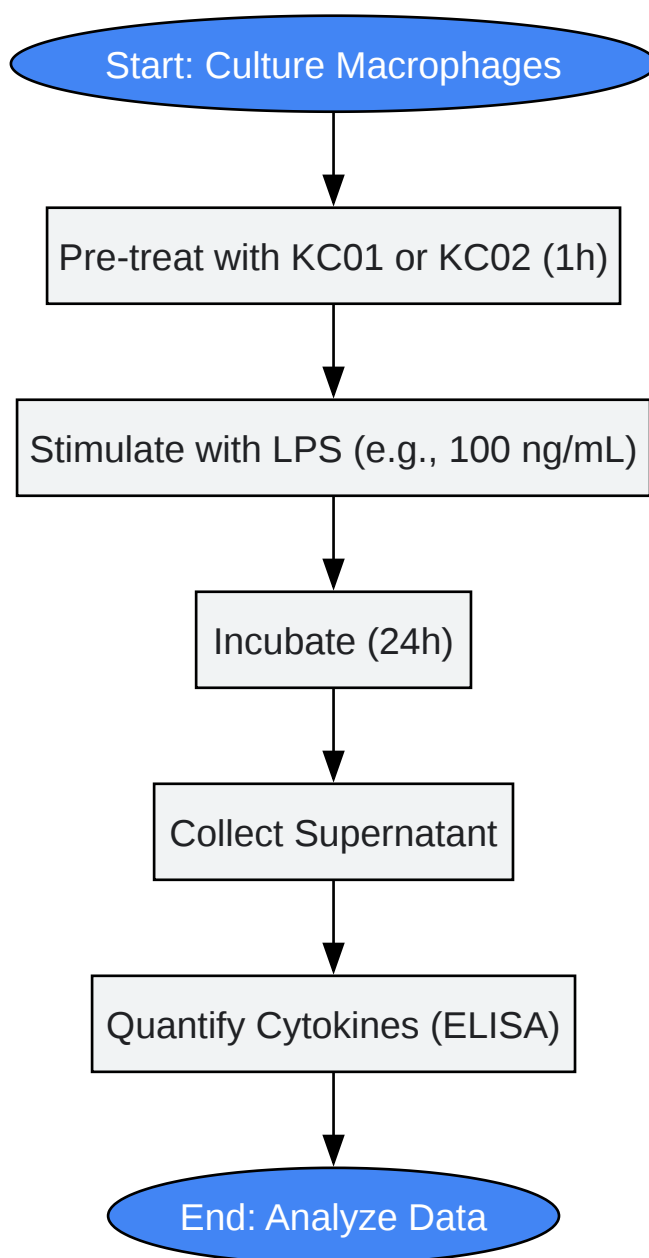 Start: Culture Macrophages
Pre-treat with KC01 or KC02 (1h)
Stimulate with LPS (e.g., 100 ng/mL)
Incubate (24h)
Collect Supernatant
Quantify Cytokines (ELISA)
End: Analyze Data